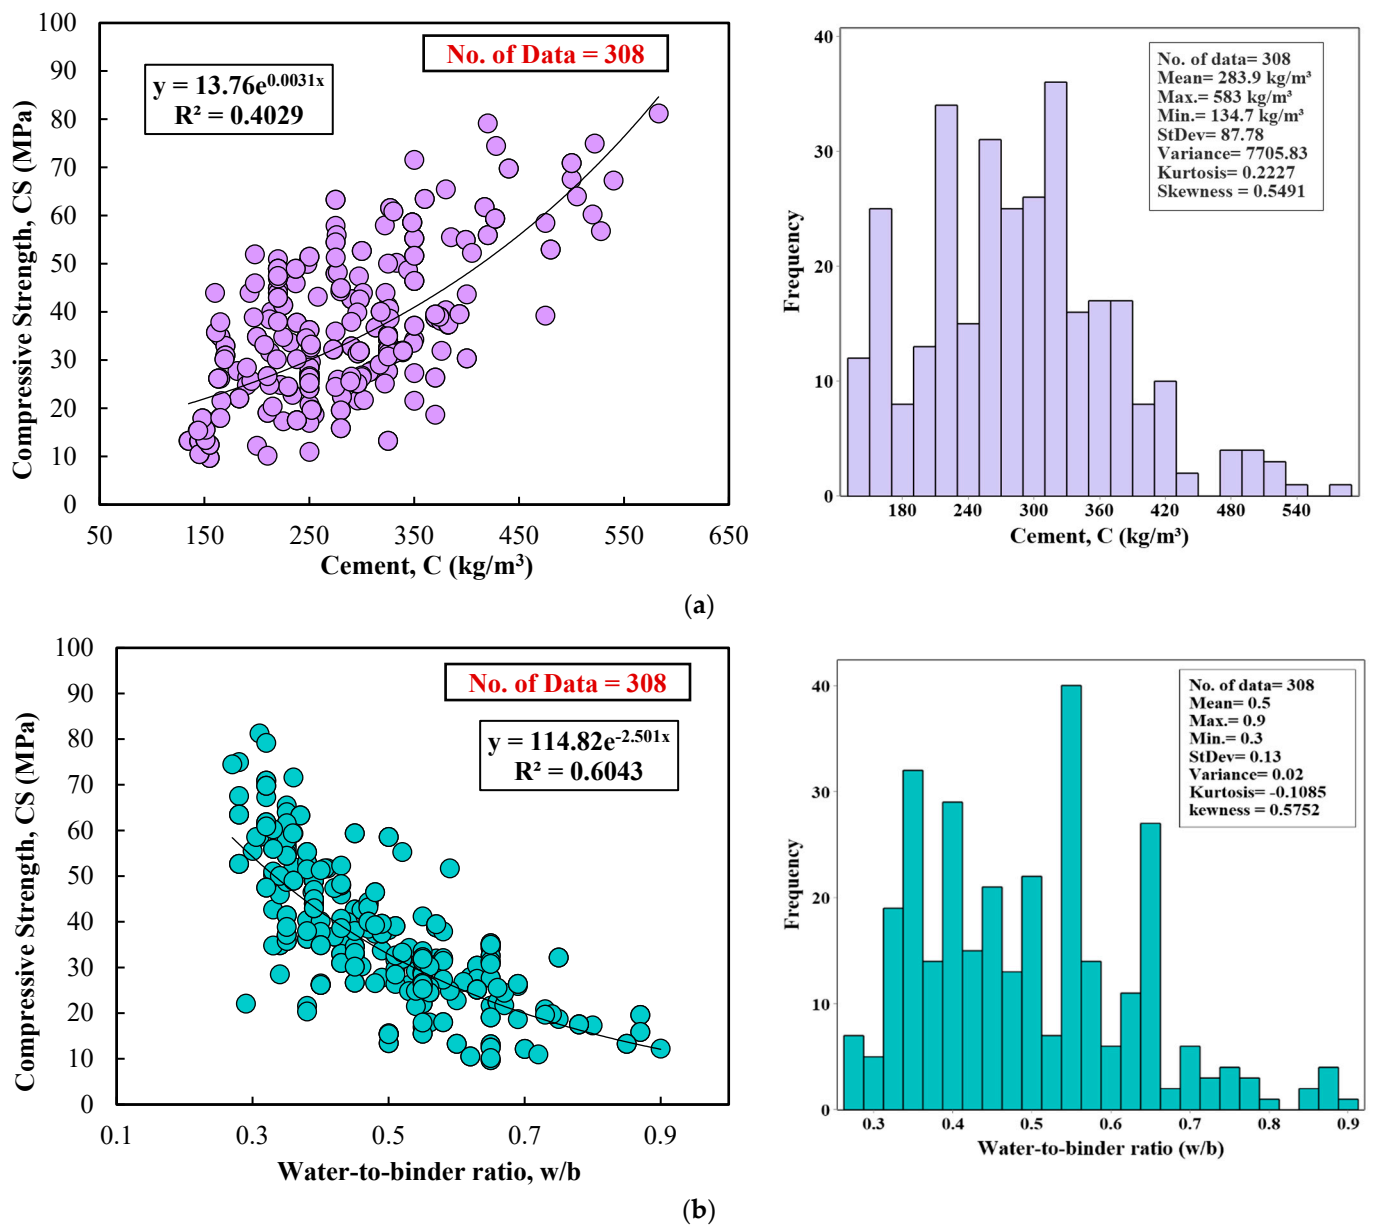 100
90
80
70
60
50
40
30
20
10
0
Compressive Strength, CS (MPa)
No. of Data = 308
y = 13.76e^0.0031x
R² = 0.4029
50 150 250 350 450 550 650
Cement, C (kg/m³)
40
30
20
10
0
Frequency
No. of data= 308
Mean= 283.9 kg/m³
Max.= 583 kg/m³
Min.= 134.7 kg/m³
StDev= 87.78
Variance= 7705.83
Kurtosis= 0.2227
Skewness = 0.5491
180 240 300 360 420 480 540
Cement, C (kg/m³)
(a)
100
90
80
70
60
50
40
30
20
10
0
Compressive Strength, CS (MPa)
No. of Data = 308
y = 114.82e^-2.501x
R² = 0.6043
0.1 0.3 0.5 0.7 0.9
Water-to-binder ratio, w/b
40
30
20
10
0
Frequency
No. of data= 308
Mean= 0.5
Max.= 0.9
Min.= 0.3
StDev= 0.13
Variance= 0.02
Kurtosis= -0.1085
kewness = 0.5752
0.3 0.4 0.5 0.6 0.7 0.8 0.9
Water-to-binder ratio (w/b)
(b)